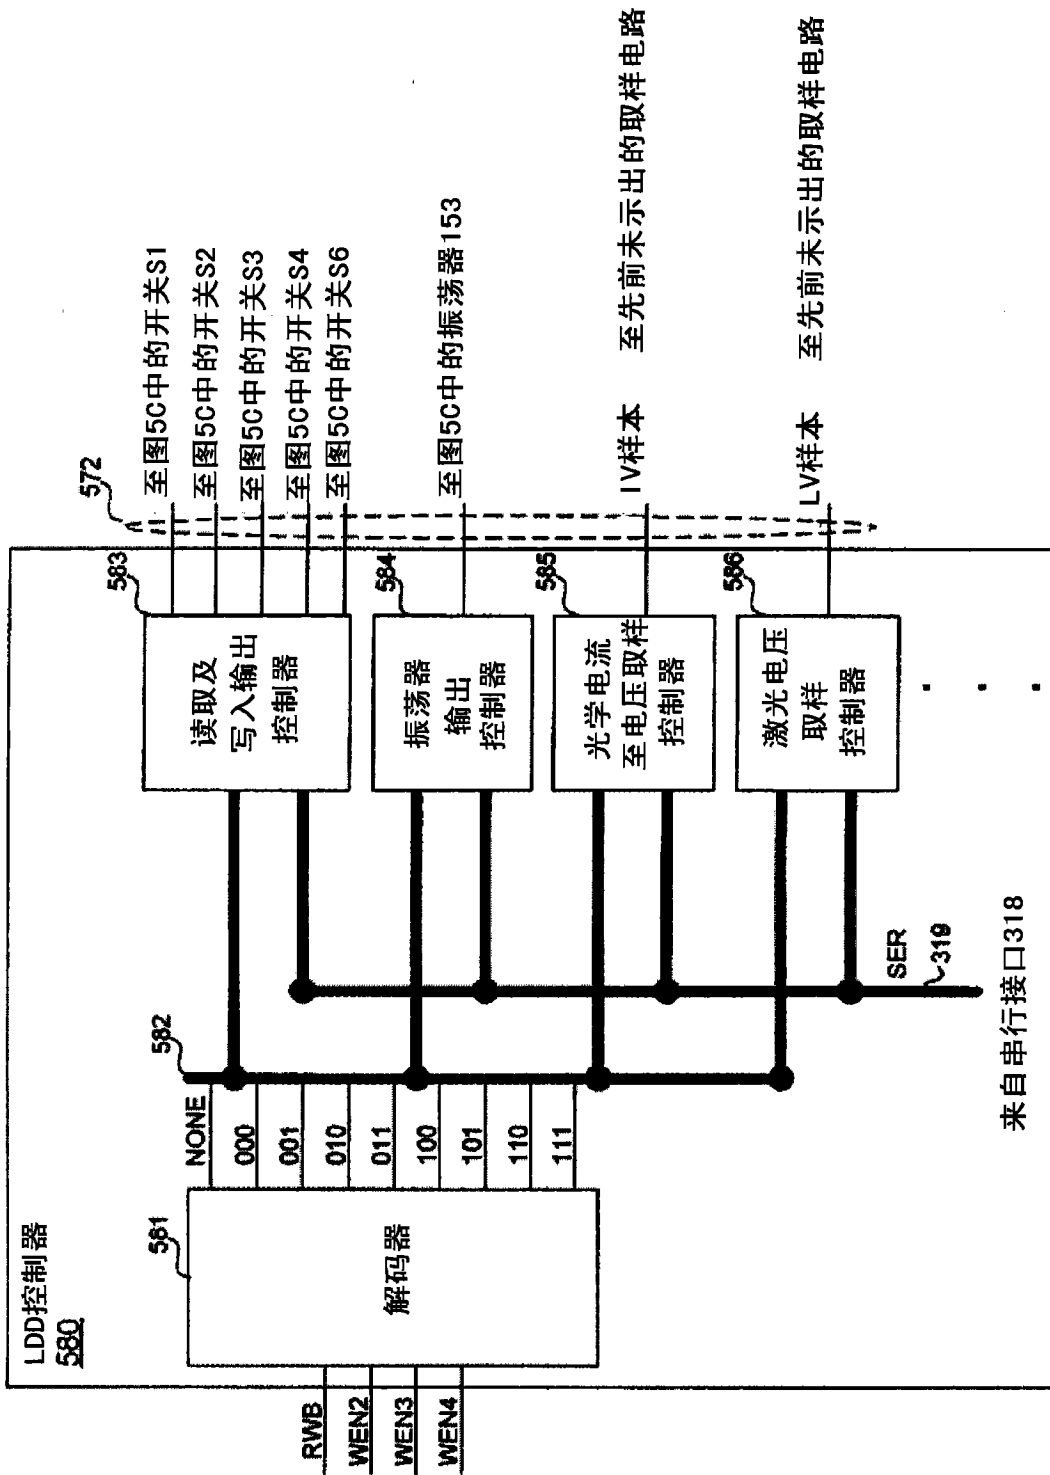 LDD控制器
580
RWB
WEN2
WEN3
WEN4
581
解码器
NONE
000
001
010
011
100
101
110
111
582
583
读取及
写入输出
控制器
584
振荡器
输出
控制器
585
光学电流
至电压取样
控制器
586
激光电压
取样
控制器
SER
319
来自串行接口318
572
至图5C中的开关S1
至图5C中的开关S2
至图5C中的开关S3
至图5C中的开关S4
至图5C中的开关S6
至图5C中的振荡器153
IV样本 至先前未示出的取样电路
LV样本 至先前未示出的取样电路